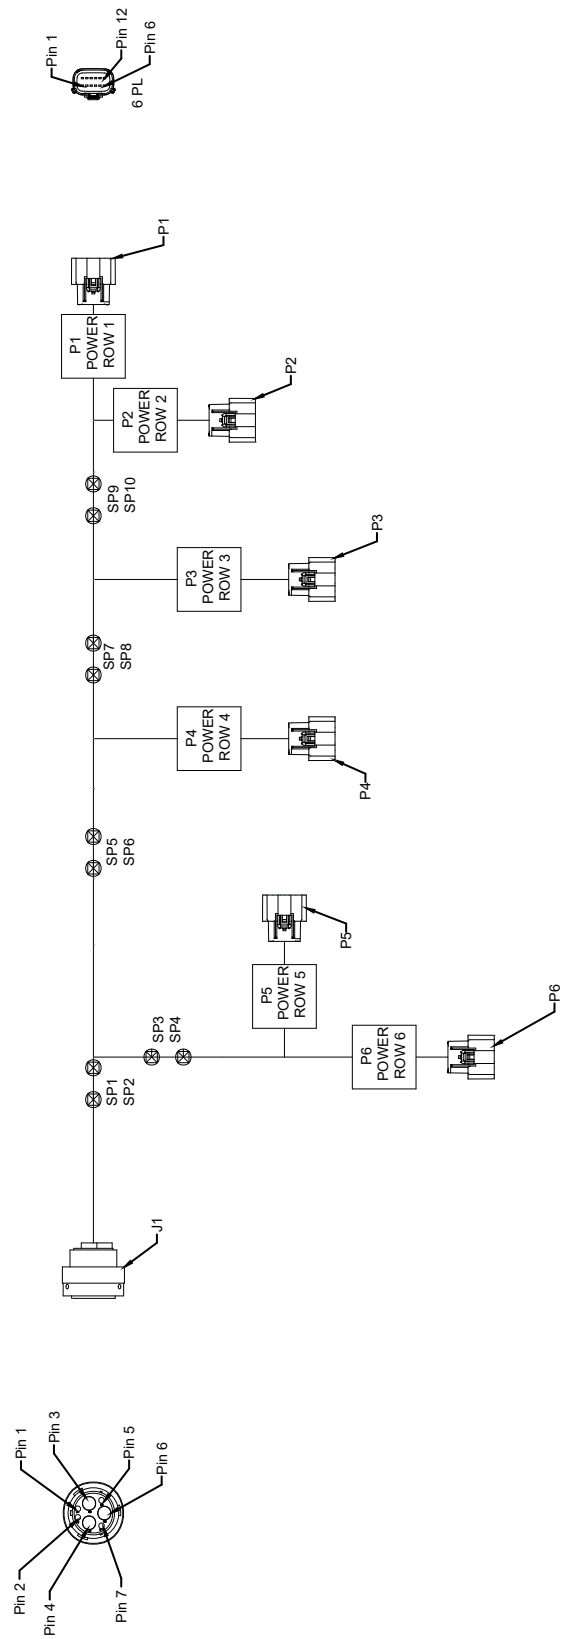 Pin 1
Pin 12
Pin 6
6 PL
P1
P1
POWER
ROW 1
P2
P2
POWER
ROW 2
SP9
SP10
P3
P3
POWER
ROW 3
SP7
SP8
P4
POWER
ROW 4
P4
SP5
SP6
P5
P5
POWER
ROW 5
SP3
SP4
P6
P6
POWER
ROW 6
SP1
SP2
J1
Pin 1
Pin 3
Pin 5
Pin 6
Pin 2
Pin 4
Pin 7